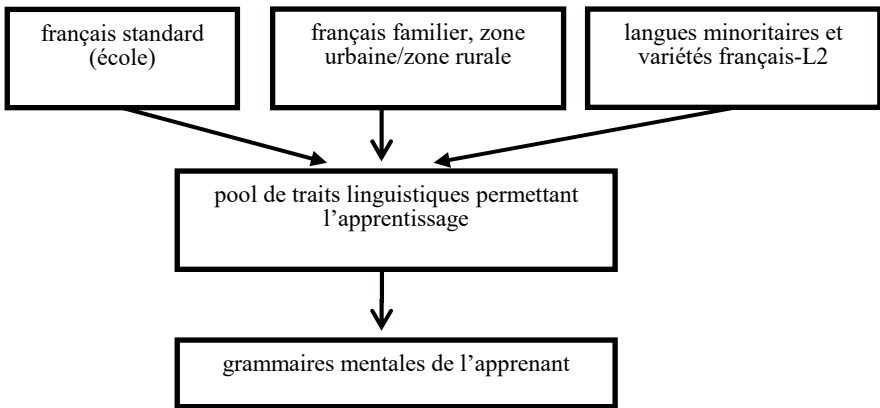 français standard
(école)
français familier, zone
urbaine/zone rurale
langues minoritaires et
variétés français-L2
pool de traits linguistiques permettant
l’apprentissage
grammaires mentales de l’apprenant